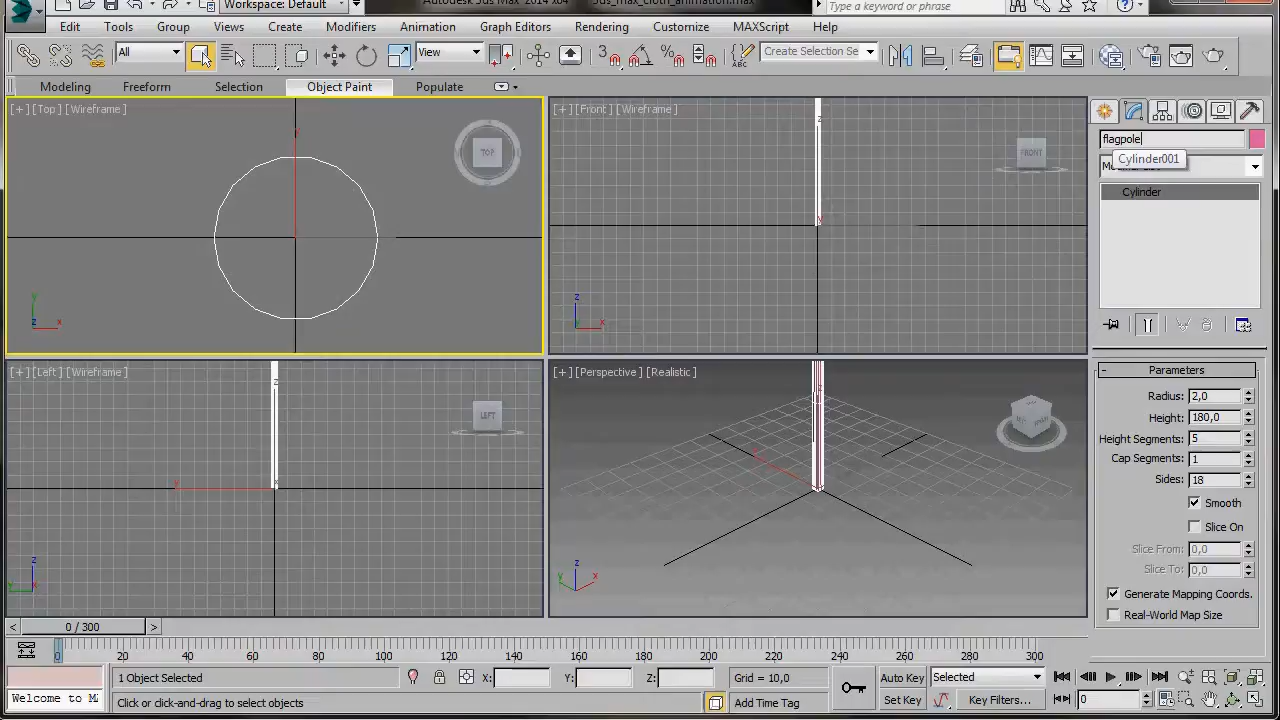 Workspace: Default
Autodesk 3ds Max 2014 x64
3ds_max_cloth_animation.max
Type a keyword or phrase
Edit Tools Group Views Create Modifiers Animation Graph Editors Rendering Customize MAXScript Help
All
View
3
ABC
Create Selection Se
Modeling Freeform Selection Object Paint Populate
[+] [Top] [Wireframe]
TOP
y
z
x
[+] [Front] [Wireframe]
FRONT
z
y
z
x
flagpole
Cylinder001
Cylinder
[+] [Left] [Wireframe]
LEFT
z
y
x
z
y
[+] [Perspective] [Realistic]
z
z
y
x
Parameters
Radius: 2,0
Height: 180,0
Height Segments: 5
Cap Segments: 1
Sides: 18
Smooth
Slice On
Slice From: 0,0
Slice To: 0,0
Generate Mapping Coords.
Real-World Map Size
0 / 300
0 20 40 60 80 100 120 140 160 180 200 220 240 260 280 300
1 Object Selected
X:
Y:
Z:
Grid = 10,0
Auto Key
Selected
Welcome to M
Click or click-and-drag to select objects
Add Time Tag
Set Key
Key Filters...
0